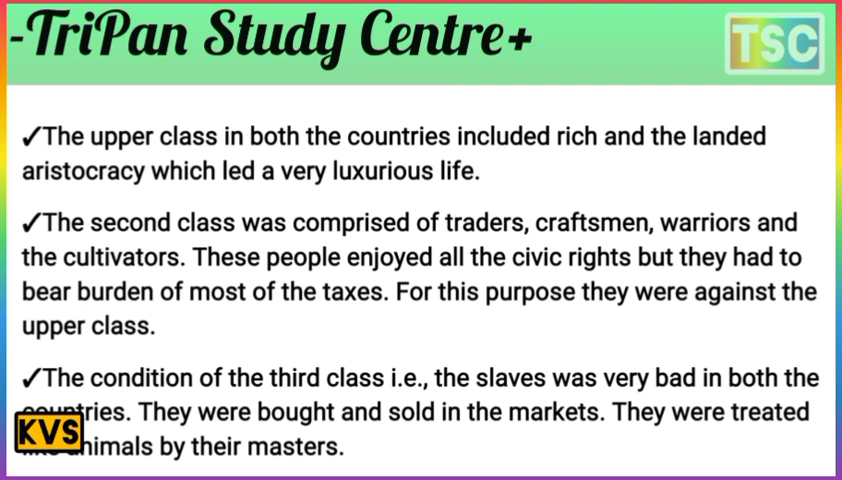 -TriPan Study Centre+
TSC
✓The upper class in both the countries included rich and the landed
aristocracy which led a very luxurious life.
✓The second class was comprised of traders, craftsmen, warriors and
the cultivators. These people enjoyed all the civic rights but they had to
bear burden of most of the taxes. For this purpose they were against the
upper class.
✓The condition of the third class i.e., the slaves was very bad in both the
countries. They were bought and sold in the markets. They were treated
like animals by their masters.
KVS